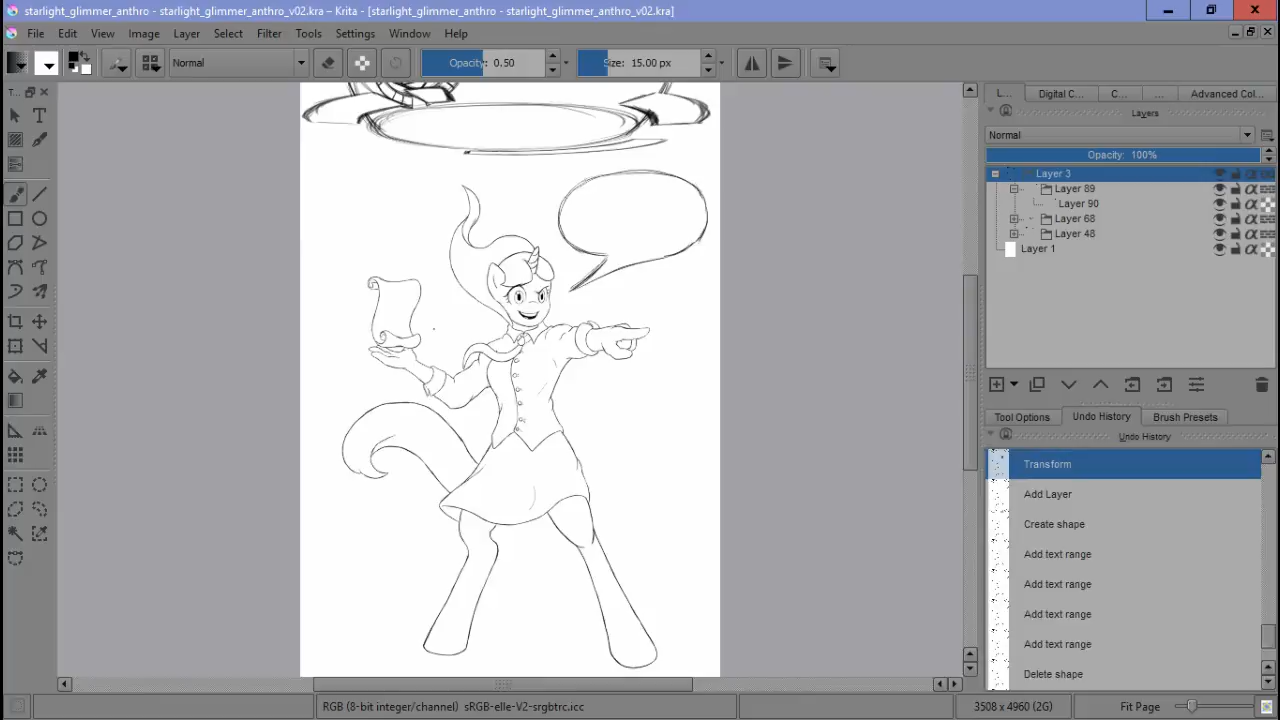 starlight_glimmer_anthro - starlight_glimmer_anthro_v02.kra – Krita - [starlight_glimmer_anthro - starlight_glimmer_anthro_v02.kra]
File Edit View Image Layer Select Filter Tools Settings Window Help
Normal Opacity: 0.50 Size: 15.00 px
T... L... Digital C... C... ... Advanced Col...
Layers
Normal
Opacity: 100%
Layer 3
Layer 89
Layer 90
Layer 68
Layer 48
Layer 1
Tool Options Undo History Brush Presets
Undo History
Transform
Add Layer
Create shape
Add text range
Add text range
Add text range
Add text range
Delete shape
RGB (8-bit integer/channel) sRGB-elle-V2-srgbtrc.icc 3508 x 4960 (2G) Fit Page